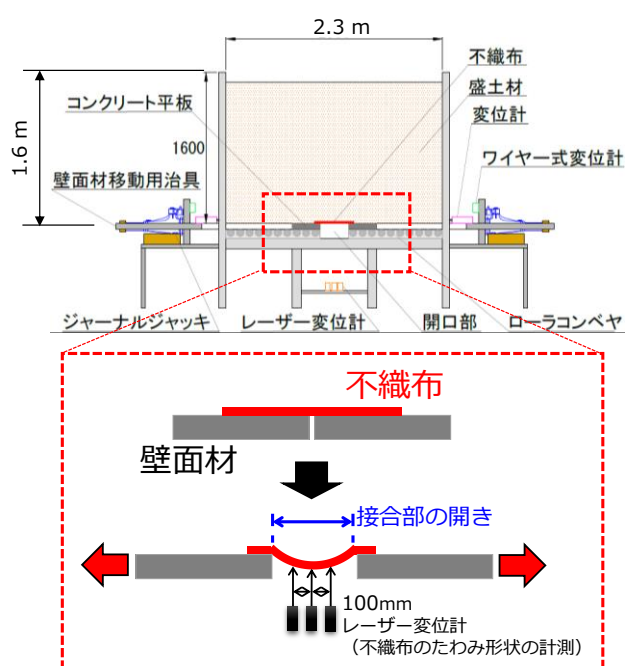 2.3 m
不織布
盛土材
変位計
ワイヤー式変位計
コンクリート平板
1600
1.6 m
壁面材移動用治具
ジャーナルジャッキ
レーザー変位計
開口部
ローラコンベヤ
不織布
壁面材
接合部の開き
100mm
レーザー変位計
（不織布のたわみ形状の計測）